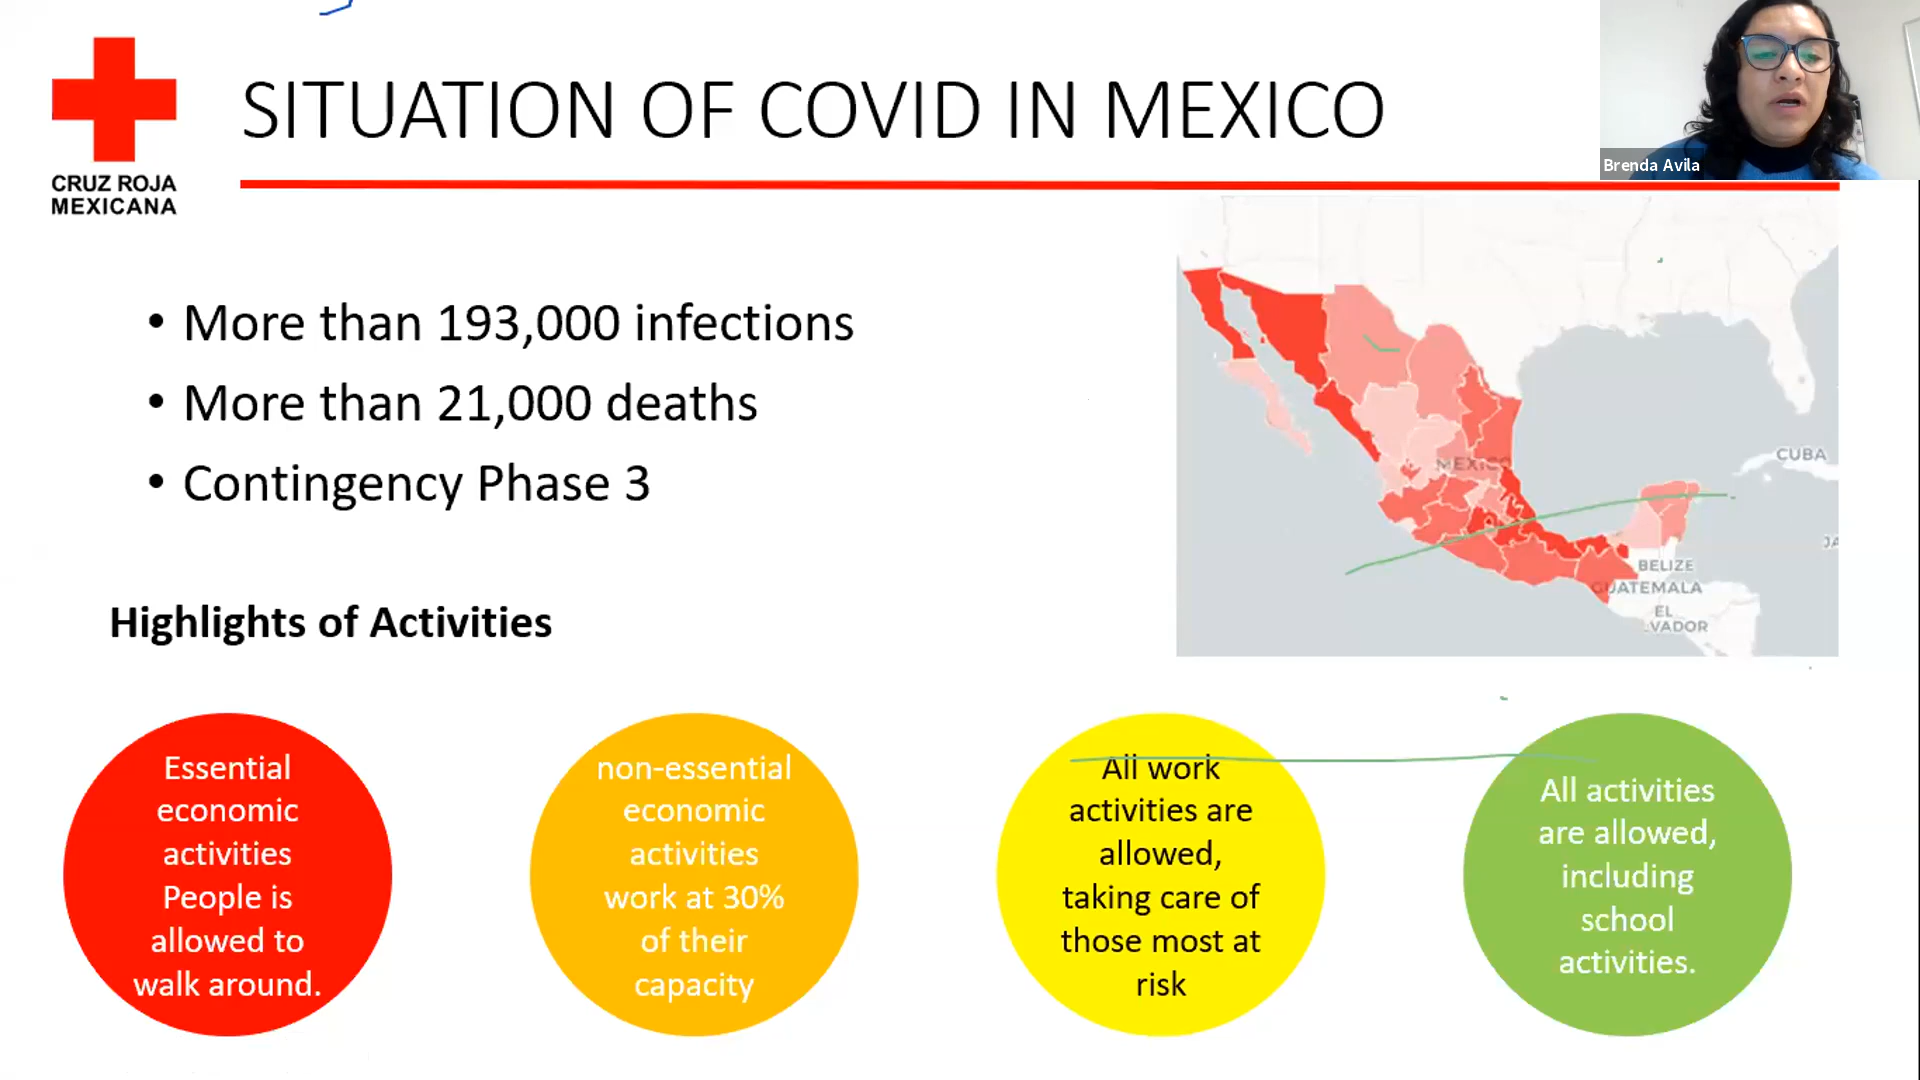 SITUATION OF COVID IN MEXICO
Brenda Avila
CRUZ ROJA
MEXICANA
• More than 193,000 infections
• More than 21,000 deaths
• Contingency Phase 3
MEXICO
CUBA
JA
BELIZE
GUATEMALA
EL
VADOR
Highlights of Activities
Essential
economic
activities
People is
allowed to
walk around.
non-essential
economic
activities
work at 30%
of their
capacity
All work
activities are
allowed,
taking care of
those most at
risk
All activities
are allowed,
including
school
activities.